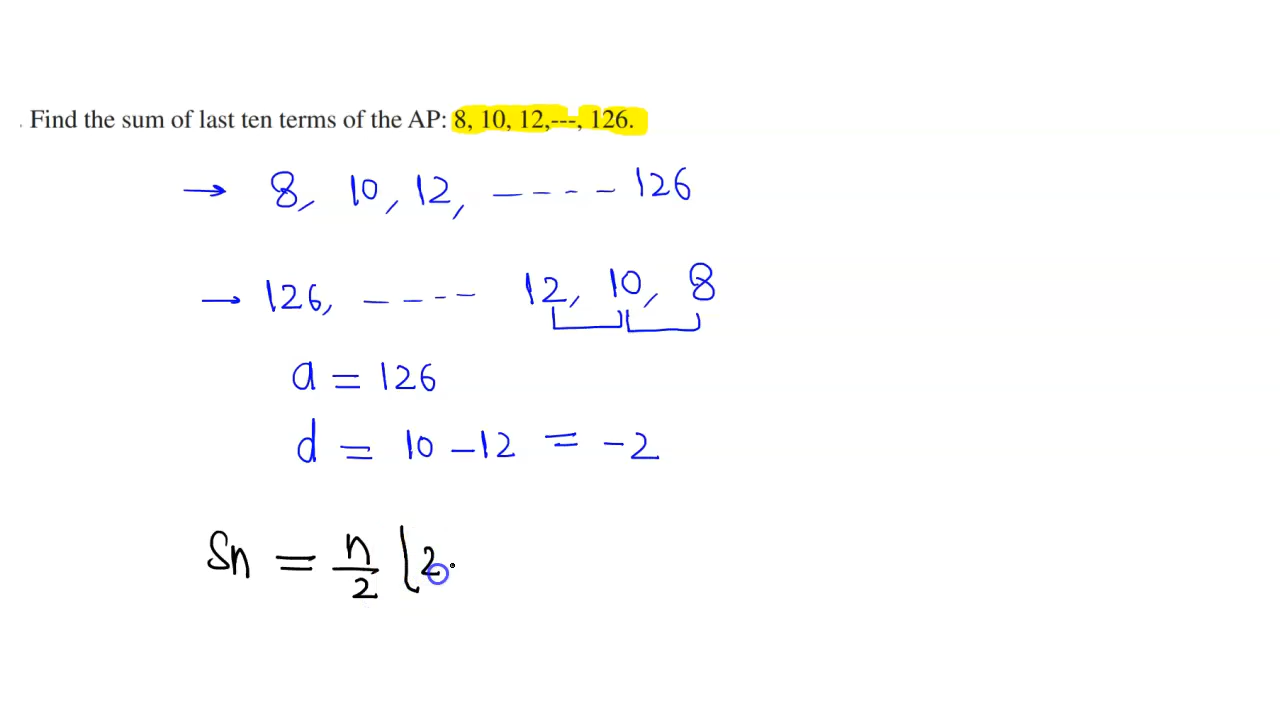 . Find the sum of last ten terms of the AP: 8, 10, 12,---, 126.
→ 8, 10, 12, ----- 126
→ 126, ---- 12, 10, 8
a = 126
d = 10 - 12 = -2
Sn = n/2 [2